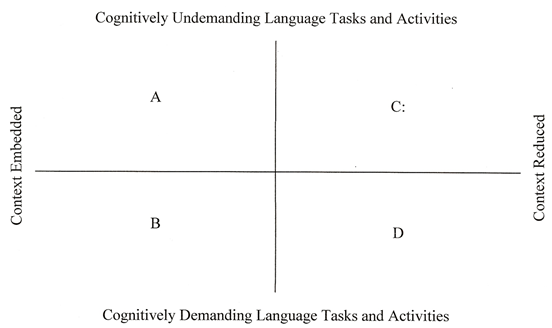 Cognitively Undemanding Language Tasks and Activities
A
C:
Context Embedded
Context Reduced
B
D
Cognitively Demanding Language Tasks and Activities